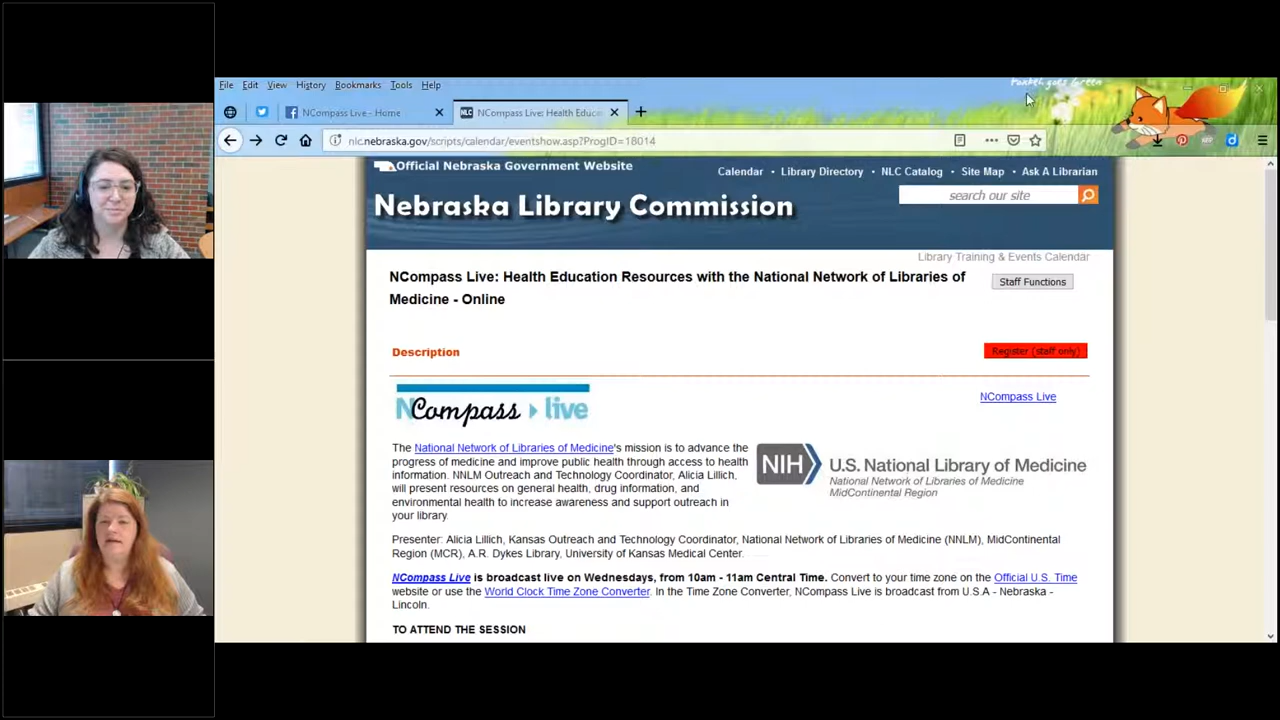 Foxkeh goes Green
File Edit View History Bookmarks Tools Help
NCompass Live - Home
NLC NCompass Live: Health Educa
nlc.nebraska.gov/scripts/calendar/eventshow.asp?ProgID=18014
Official Nebraska Government Website
Calendar • Library Directory • NLC Catalog • Site Map • Ask A Librarian
Nebraska Library Commission
search our site
Library Training & Events Calendar
NCompass Live: Health Education Resources with the National Network of Libraries of
Medicine - Online
Staff Functions
Description
Register (staff only)
NCompass live
NCompass Live
The National Network of Libraries of Medicine's mission is to advance the
progress of medicine and improve public health through access to health
information. NNLM Outreach and Technology Coordinator, Alicia Lillich,
will present resources on general health, drug information, and
environmental health to increase awareness and support outreach in
your library.
NIH U.S. National Library of Medicine
National Network of Libraries of Medicine
MidContinental Region
Presenter: Alicia Lillich, Kansas Outreach and Technology Coordinator, National Network of Libraries of Medicine (NNLM), MidContinental
Region (MCR), A.R. Dykes Library, University of Kansas Medical Center.
NCompass Live is broadcast live on Wednesdays, from 10am - 11am Central Time. Convert to your time zone on the Official U.S. Time
website or use the World Clock Time Zone Converter. In the Time Zone Converter, NCompass Live is broadcast from U.S.A - Nebraska -
Lincoln.
TO ATTEND THE SESSION